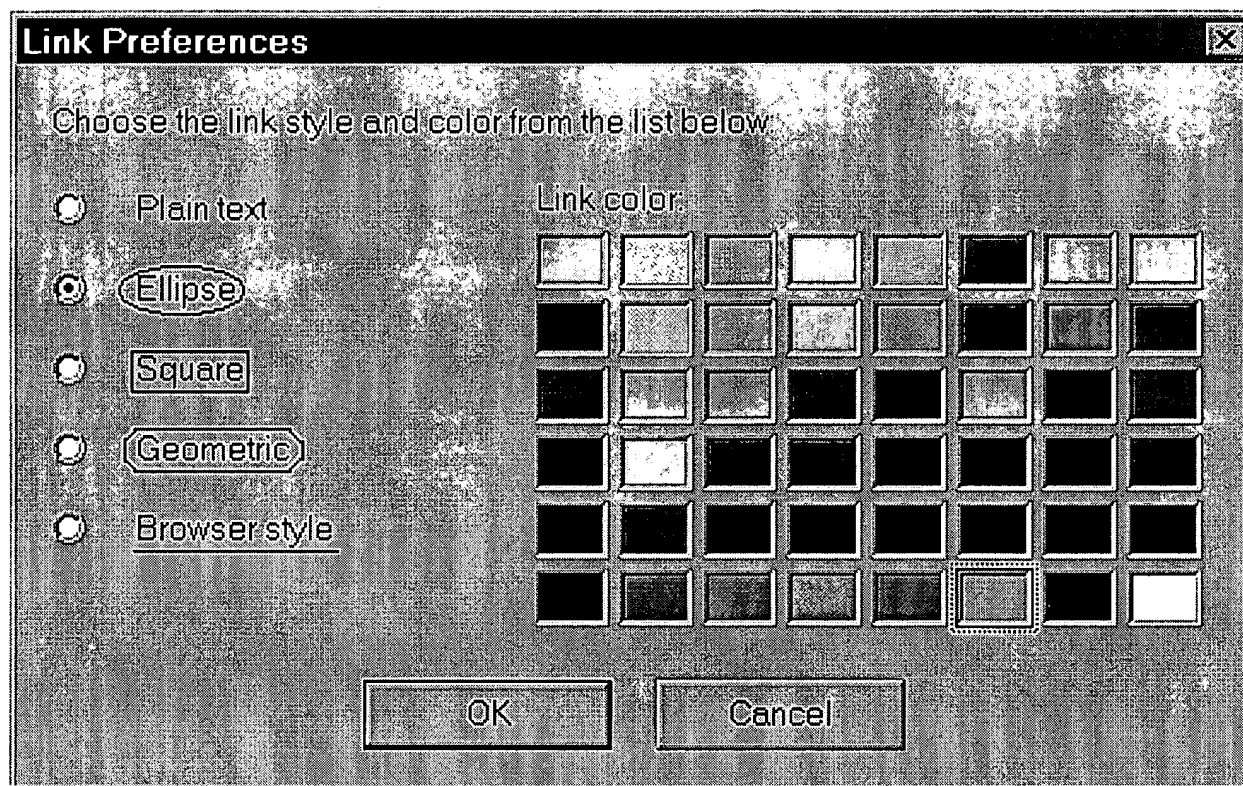 Link Preferences
Choose the link style and color from the list below:
Plain text
Ellipse
Square
Geometric
Browser style
Link color:
OK
Cancel